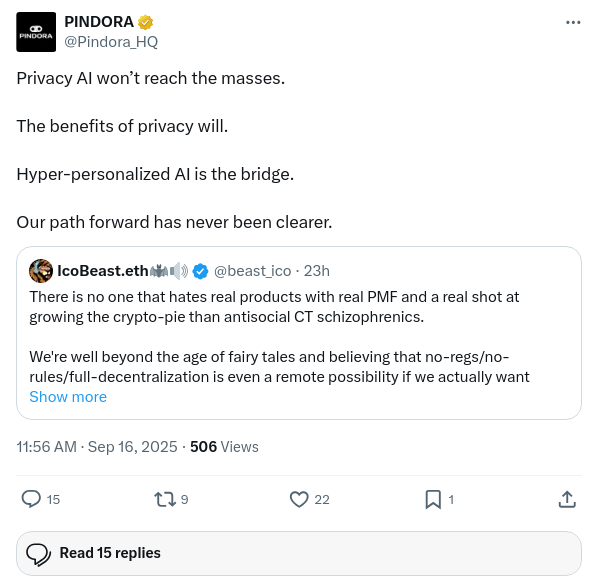 PINDORA
PINDORA
@Pindora_HQ
Privacy AI won’t reach the masses.
The benefits of privacy will.
Hyper-personalized AI is the bridge.
Our path forward has never been clearer.
IcoBeast.eth🦇🔊 @beast_ico · 23h
There is no one that hates real products with real PMF and a real shot at
growing the crypto-pie than antisocial CT schizophrenics.
We're well beyond the age of fairy tales and believing that no-regs/no-
rules/full-decentralization is even a remote possibility if we actually want
Show more
11:56 AM · Sep 16, 2025 · 506 Views
15 9 22 1
Read 15 replies